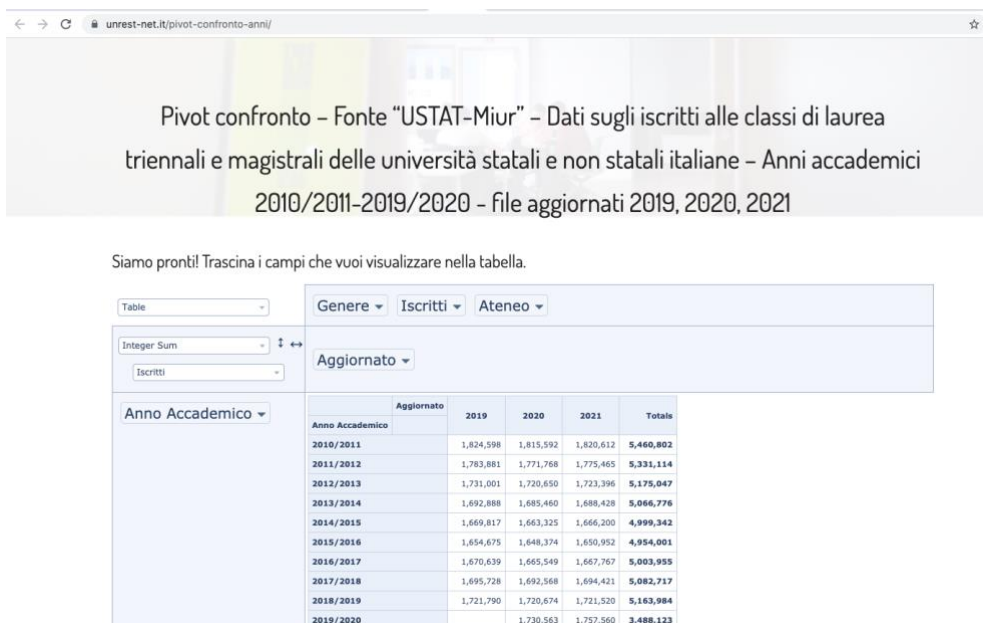 unrest-net.it/pivot-confronto-anni/
Pivot confronto – Fonte “USTAT-Miur” – Dati sugli iscritti alle classi di laurea
triennali e magistrali delle università statali e non statali italiane – Anni accademici
2010/2011-2019/2020 - file aggiornati 2019, 2020, 2021
Siamo pronti! Trascina i campi che vuoi visualizzare nella tabella.
Table
Genere Iscritti Ateneo
Integer Sum
Iscritti
Aggiornato
Anno Accademico
Aggiornato 2019 2020 2021 Totals
Anno Accademico
2010/2011 1,824,598 1,815,592 1,820,612 5,460,802
2011/2012 1,783,881 1,771,768 1,775,465 5,331,114
2012/2013 1,731,001 1,720,650 1,723,396 5,175,047
2013/2014 1,692,888 1,685,460 1,688,428 5,066,776
2014/2015 1,669,817 1,663,325 1,666,200 4,999,342
2015/2016 1,654,675 1,648,374 1,650,952 4,954,001
2016/2017 1,670,639 1,665,549 1,667,767 5,003,955
2017/2018 1,695,728 1,692,568 1,694,421 5,082,717
2018/2019 1,721,790 1,720,674 1,721,520 5,163,984
2019/2020 1,730,563 1,757,560 3,488,123